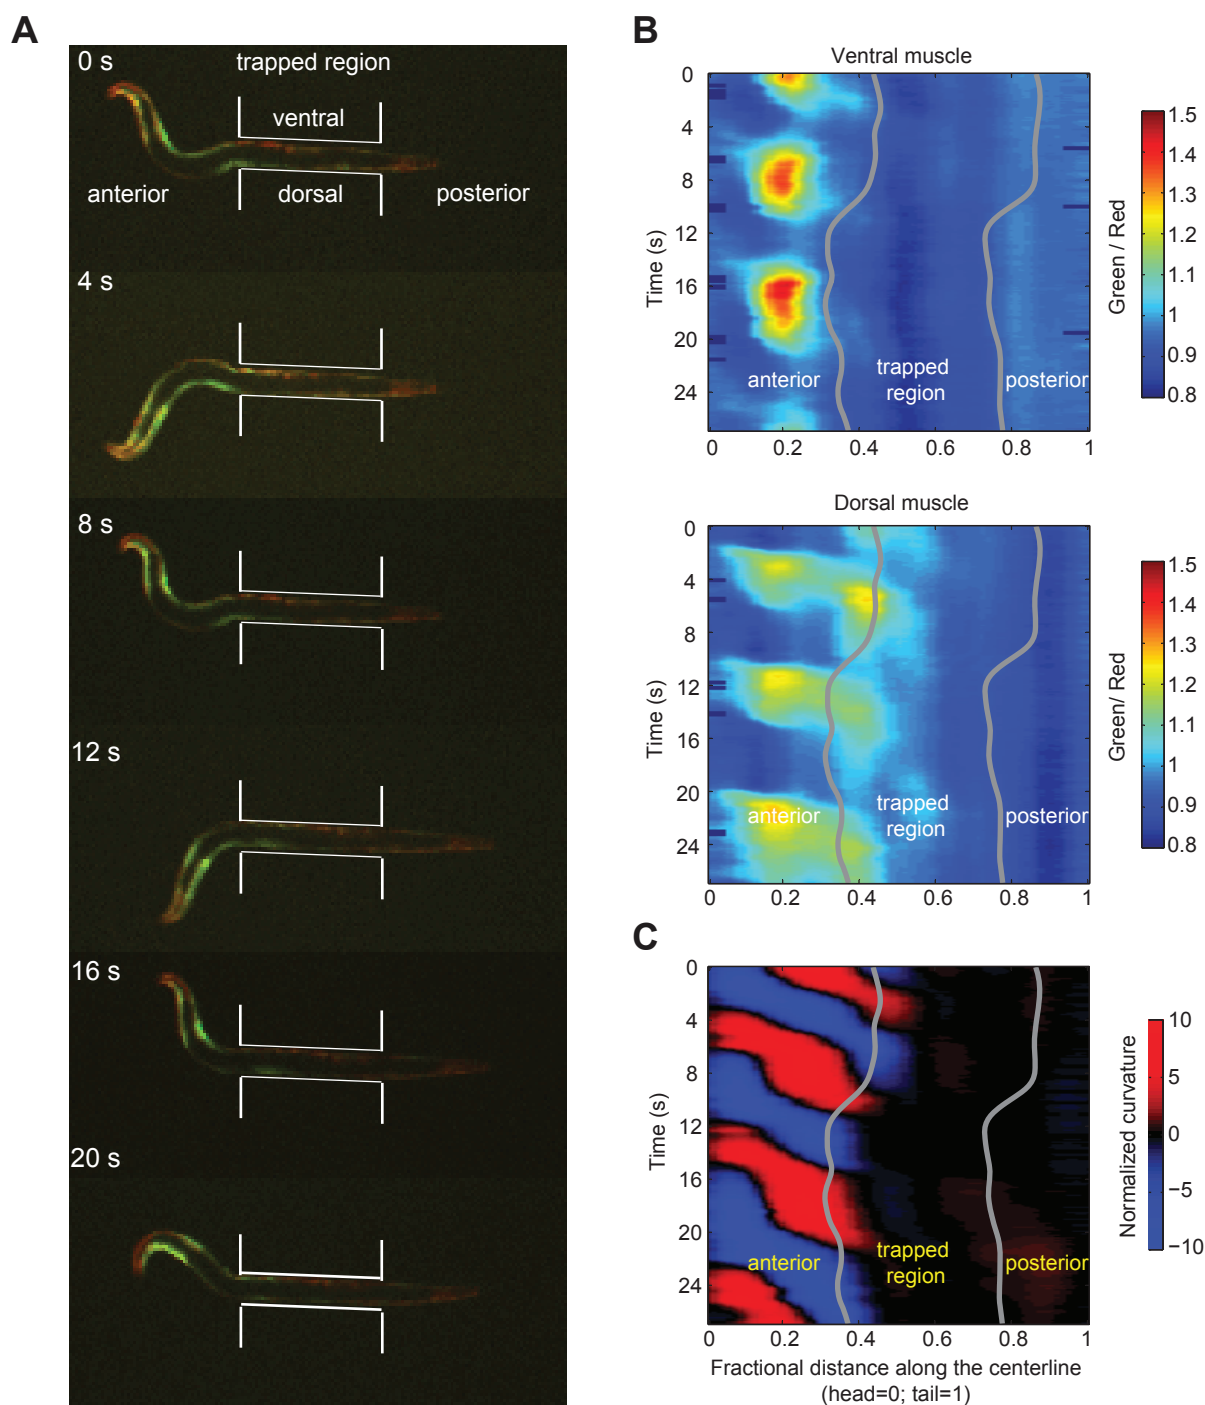 A
0 s
trapped region
ventral
anterior
dorsal
posterior
4 s
8 s
12 s
16 s
20 s
B
Ventral muscle
0
4
8
12
16
20
24
Time (s)
anterior
trapped
region
posterior
0 0.2 0.4 0.6 0.8 1
Green / Red
1.5
1.4
1.3
1.2
1.1
1
0.9
0.8
Dorsal muscle
0
4
8
12
16
20
24
Time (s)
anterior
trapped
region
posterior
0 0.2 0.4 0.6 0.8 1
Green/ Red
1.5
1.4
1.3
1.2
1.1
1
0.9
0.8
C
0
4
8
12
16
20
24
Time (s)
anterior
trapped
region
posterior
0 0.2 0.4 0.6 0.8 1
Fractional distance along the centerline
(head=0; tail=1)
Normalized curvature
10
5
0
−5
−10